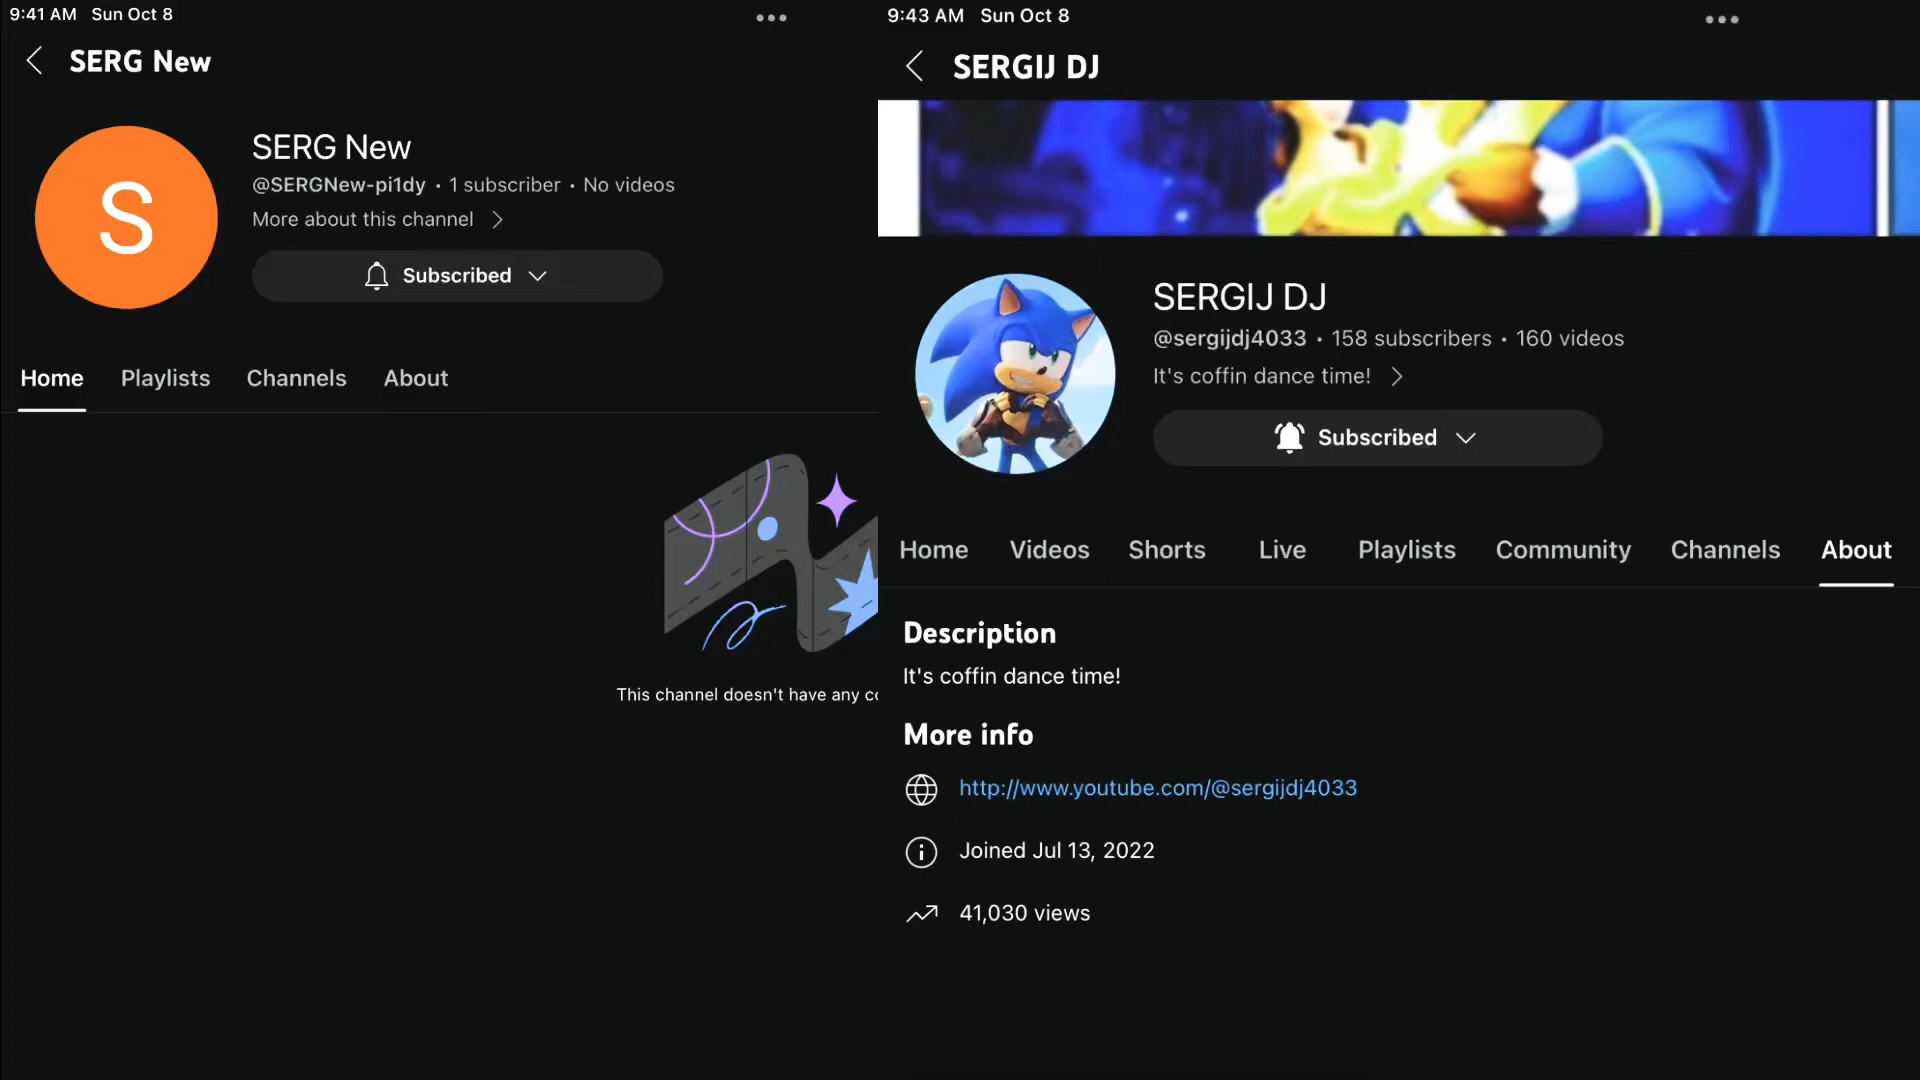 9:41 AM Sun Oct 8
SERG New
S
SERG New
@SERGNew-pi1dy • 1 subscriber • No videos
More about this channel
Subscribed
Home Playlists Channels About
This channel doesn't have any
9:43 AM Sun Oct 8
SERGIJ DJ
SERGIJ DJ
@sergijdj4033 • 158 subscribers • 160 videos
It's coffin dance time!
Subscribed
Home Videos Shorts Live Playlists Community Channels About
Description
It's coffin dance time!
More info
http://www.youtube.com/@sergijdj4033
Joined Jul 13, 2022
41,030 views